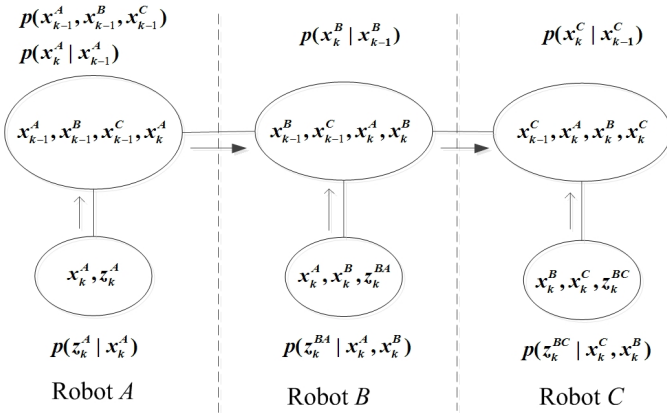 p(x_{k-1}^A, x_{k-1}^B, x_{k-1}^C)
p(x_k^A | x_{k-1}^A)
x_{k-1}^A, x_{k-1}^B, x_{k-1}^C, x_k^A
x_k^A, z_k^A
p(z_k^A | x_k^A)
Robot A
p(x_k^B | x_{k-1}^B)
x_{k-1}^B, x_{k-1}^C, x_k^A, x_k^B
x_k^A, x_k^B, z_k^{BA}
p(z_k^{BA} | x_k^A, x_k^B)
Robot B
p(x_k^C | x_{k-1}^C)
x_{k-1}^C, x_k^A, x_k^B, x_k^C
x_k^B, x_k^C, z_k^{BC}
p(z_k^{BC} | x_k^C, x_k^B)
Robot C